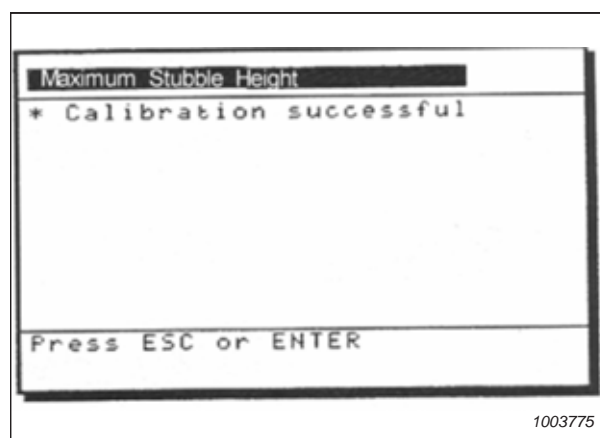 Maximum Stubble Height
* Calibration successful
Press ESC or ENTER
1003775